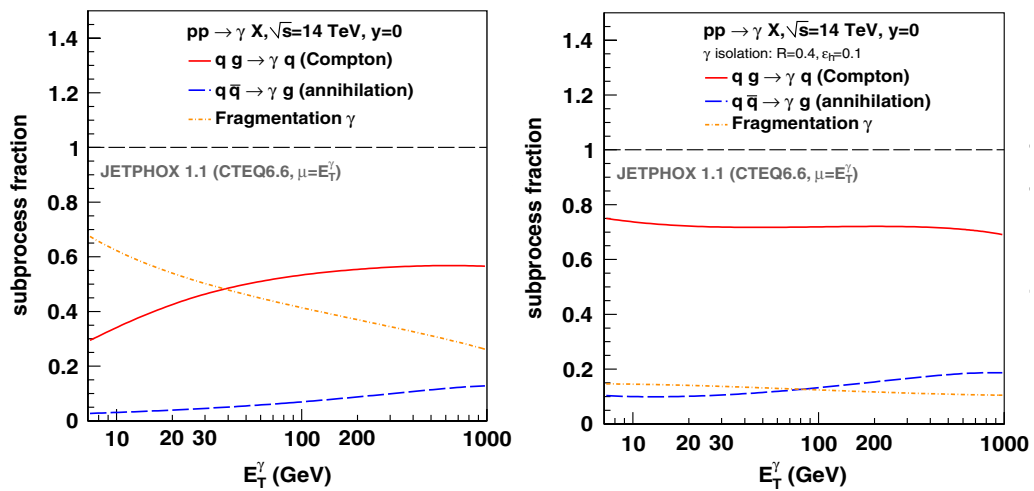 pp → γ X, √s=14 TeV, y=0
q g → γ q (Compton)
q q̅ → γ g (annihilation)
Fragmentation γ
JETPHOX 1.1 (CTEQ6.6, μ=E_T^γ)
subprocess fraction
1.4
1.2
1
0.8
0.6
0.4
0.2
0
10 20 30 100 200 1000
E_T^γ (GeV)
pp → γ X, √s=14 TeV, y=0
γ isolation: R=0.4, ε_h=0.1
q g → γ q (Compton)
q q̅ → γ g (annihilation)
Fragmentation γ
JETPHOX 1.1 (CTEQ6.6, μ=E_T^γ)
subprocess fraction
1.4
1.2
1
0.8
0.6
0.4
0.2
0
10 20 30 100 200 1000
E_T^γ (GeV)